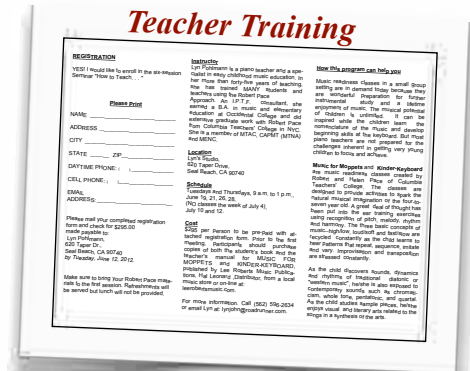 Teacher Training
REGISTRATION
YES! I would like to enroll in the six-session
Seminar "How to Teach. . . "
Please Print
NAME:
ADDRESS
CITY
STATE ZIP
DAYTIME PHONE: ( )
CELL PHONE: ( )
EMAIL
ADDRESS:
Please mail your completed registration
form and check for $295.00
made payable to:
Lyn Pohlmann,
620 Taper Dr.,
Seal Beach, CA 90740
by Tuesday, June 12, 2012.
Make sure to bring your Robert Pace mate-
rials to the first session. Refreshments will
be served but lunch will not be provided.
Instructor
Lyn Pohlmann is a piano teacher and a spe-
cialist in early childhood music education. In
her more than forty-five years of teaching,
she has trained MANY students and
teachers using the Robert Pace
Approach. An I.P.T.F. consultant, she
earned a B.A. in music and elementary
education at Occidental College and did
extensive graduate work with Robert Pace
from Columbia Teachers' College in NYC.
She is a member of MTAC, CAPMT (MTNA)
and MENC.
Location
Lyn's Studio,
620 Taper Drive,
Seal Beach, CA 90740
Schedule
Tuesdays and Thursdays, 9 a.m. to 1 p.m.,
June 19, 21, 26, 28,
(No classes the week of July 4),
July 10 and 12.
Cost
$295 per person to be pre-paid with at-
tached registration form. Prior to the first
meeting, Participants should purchase
copies of both the student's book and the
teacher's manual for MUSIC FOR
MOPPETS and KINDER-KEYBOARD,
published by Lee Roberts Music Publica-
tions, Hal Leonard Distributor, from a local
music store or on-line at:
leerobertsmusic.com.
For more information: Call (562) 596-2634
or email Lyn at: lynjohn@roadrunner.com.
How this program can help you
Music readiness classes in a small group
setting are in demand today because they
are wonderful preparation for further
instrumental study and a lifetime
enjoyment of music. The musical potential
of children is unlimited. It can be
inspired while the children learn the
nomenclature of music and develop
beginning skills at the keyboard. But most
piano teachers are not prepared for the
challenges inherent in getting very young
children to focus and achieve.
Music for Moppets and Kinder-Keyboard
are music readiness classes created by
Robert and Helen Pace of Columbia
Teachers' College. The classes are
designed to provide activities to spark the
natural musical imagination of the four-to-
seven year old. A great deal of thought has
been put into the ear training exercises
using recognition of pitch, melody, rhythm
and harmony. The three basic concepts of
music-high/low, loud/soft and fast/slow are
recycled constantly as the child learns to
hear Patterns that repeat, sequence, imitate
and vary. Improvisation and transposition
are stressed constantly.
As the child discovers sounds, dynamics
and rhythms of traditional diatonic or
"western music", he/she is also exposed to
contemporary sounds such as chromati-
cism, whole tone, pentatonic, and quartal.
As the child studies sample pieces, he/she
enjoys visual and literary arts related to the
songs in a synthesis of the arts.